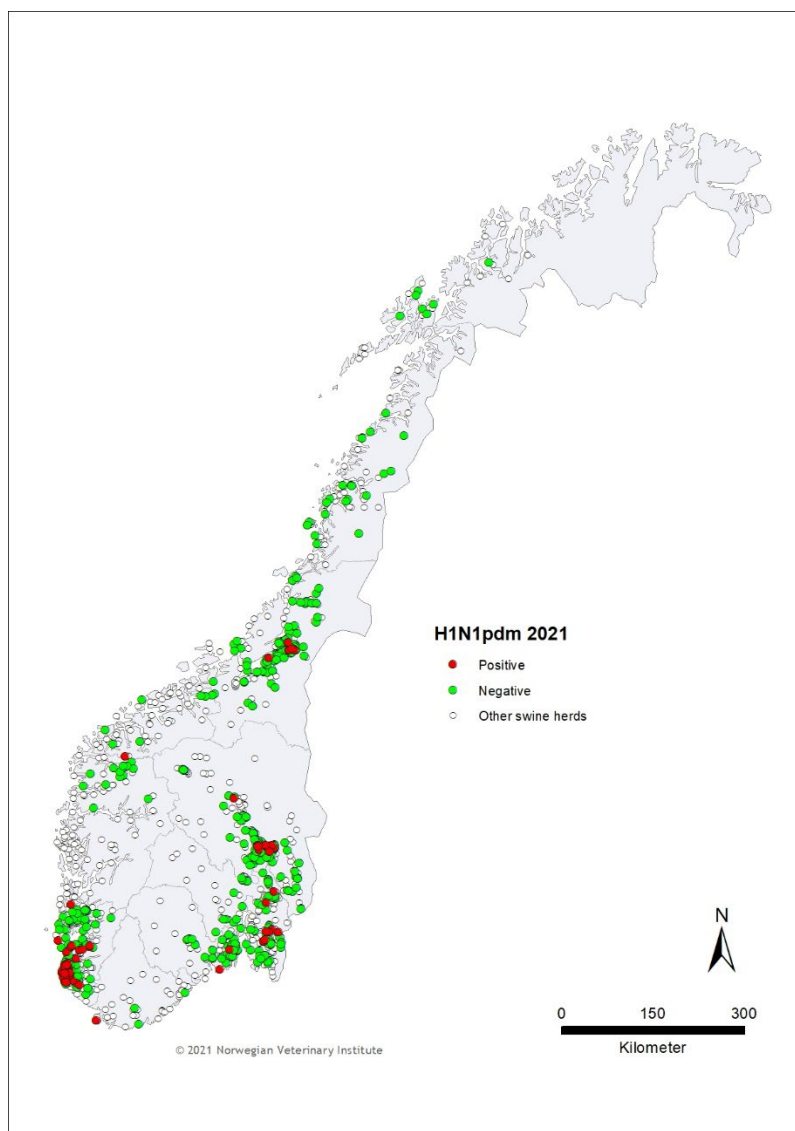 H1N1pdm 2021
Positive
Negative
Other swine herds
N
0 150 300
Kilometer
© 2021 Norwegian Veterinary Institute